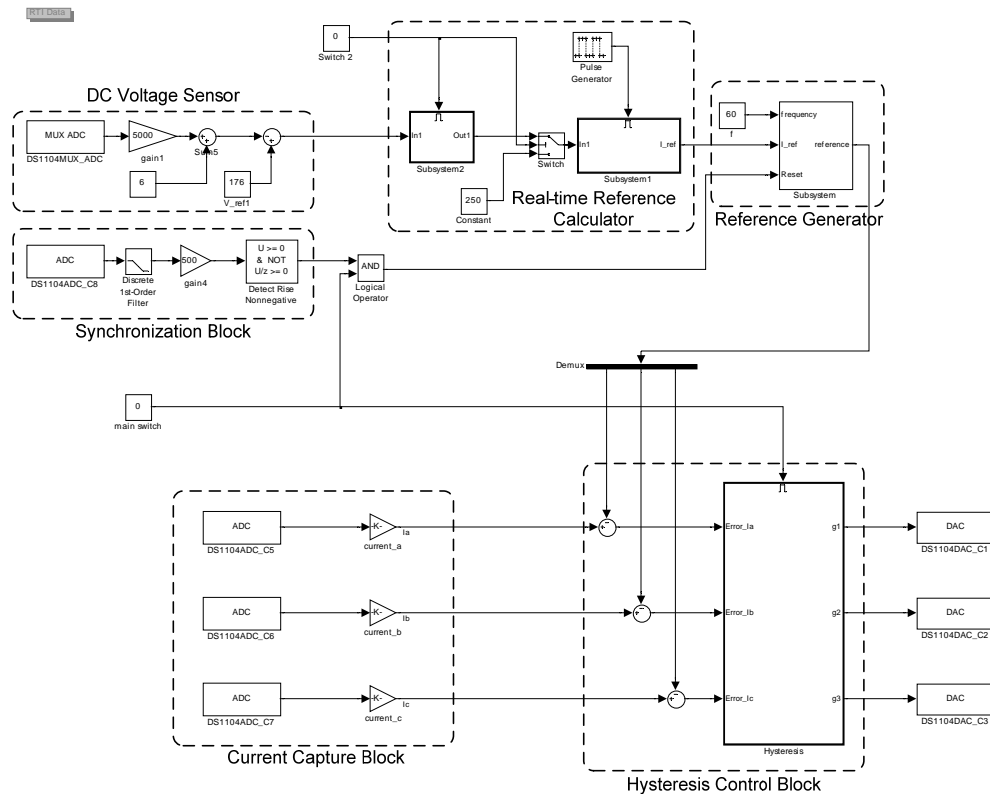 RTI Data
DC Voltage Sensor
MUX ADC
DS1104MUX_ADC
5000
gain1
Sum5
6
176
V_ref1
0
Switch 2
In1
Out1
Subsystem2
Switch
250
Constant
Pulse
Generator
In1
I_ref
Subsystem1
Real-time Reference
Calculator
60
f
frequency
I_ref
Reset
reference
Subsystem
Reference Generator
ADC
DS1104ADC_C8
Discrete
1st-Order
Filter
500
gain4
U >= 0
& NOT
U/z >= 0
Detect Rise
Nonnegative
AND
Logical
Operator
Synchronization Block
Demux
0
main switch
ADC
DS1104ADC_C5
-K-
current_a
Ia
ADC
DS1104ADC_C6
-K-
current_b
Ib
ADC
DS1104ADC_C7
-K-
current_c
Ic
Current Capture Block
Error_Ia
Error_Ib
Error_Ic
g1
g2
g3
Hysteresis
Hysteresis Control Block
DAC
DS1104DAC_C1
DAC
DS1104DAC_C2
DAC
DS1104DAC_C3